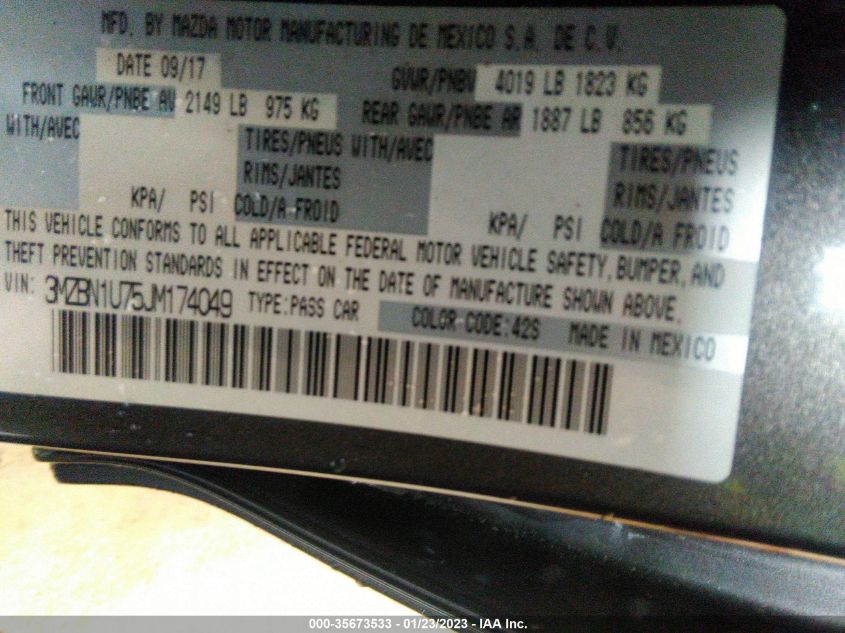 MFD. BY MAZDA MOTOR MANUFACTURING DE MEXICO S.A. DE C.V.
DATE 09/17 GVWR/PNBV 4019 LB 1823 KG
FRONT GAWR/PNBE AV 2149 LB 975 KG REAR GAWR/PNBE AR 1887 LB 856 KG
WITH/AVEC TIRES/PNEUS WITH/AVEC TIRES/PNEUS
RIMS/JANTES RIMS/JANTES
KPA/ PSI COLD/A FROID KPA/ PSI COLD/A FROID
THIS VEHICLE CONFORMS TO ALL APPLICABLE FEDERAL MOTOR VEHICLE SAFETY, BUMPER, AND
THEFT PREVENTION STANDARDS IN EFFECT ON THE DATE OF MANUFACTURE SHOWN ABOVE.
VIN: 3MZBN1U75JM174049 TYPE: PASS CAR COLOR CODE: 42S MADE IN MEXICO
000-35673533 - 01/23/2023 - IAA Inc.